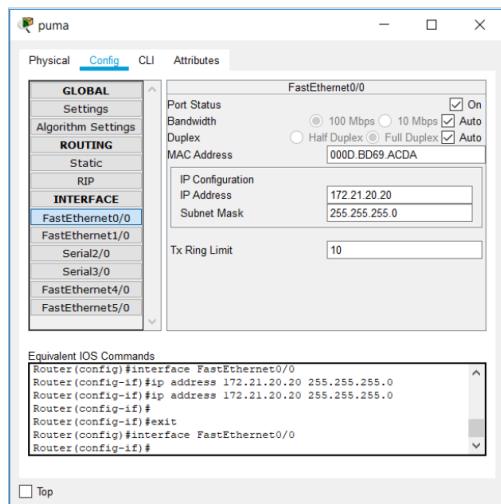 puma
Physical Config CLI Attributes
GLOBAL
Settings
Algorithm Settings
ROUTING
Static
RIP
INTERFACE
FastEthernet0/0
FastEthernet1/0
Serial2/0
Serial3/0
FastEthernet4/0
FastEthernet5/0
FastEthernet0/0
Port Status On
Bandwidth 100 Mbps 10 Mbps Auto
Duplex Half Duplex Full Duplex Auto
MAC Address 000D.BD69.ACDA
IP Configuration
IP Address 172.21.20.20
Subnet Mask 255.255.255.0
Tx Ring Limit 10
Equivalent IOS Commands
Router(config)#interface FastEthernet0/0
Router(config-if)#ip address 172.21.20.20 255.255.255.0
Router(config-if)#ip address 172.21.20.20 255.255.255.0
Router(config-if)#
Router(config-if)#exit
Router(config)#interface FastEthernet0/0
Router(config-if)#
Top